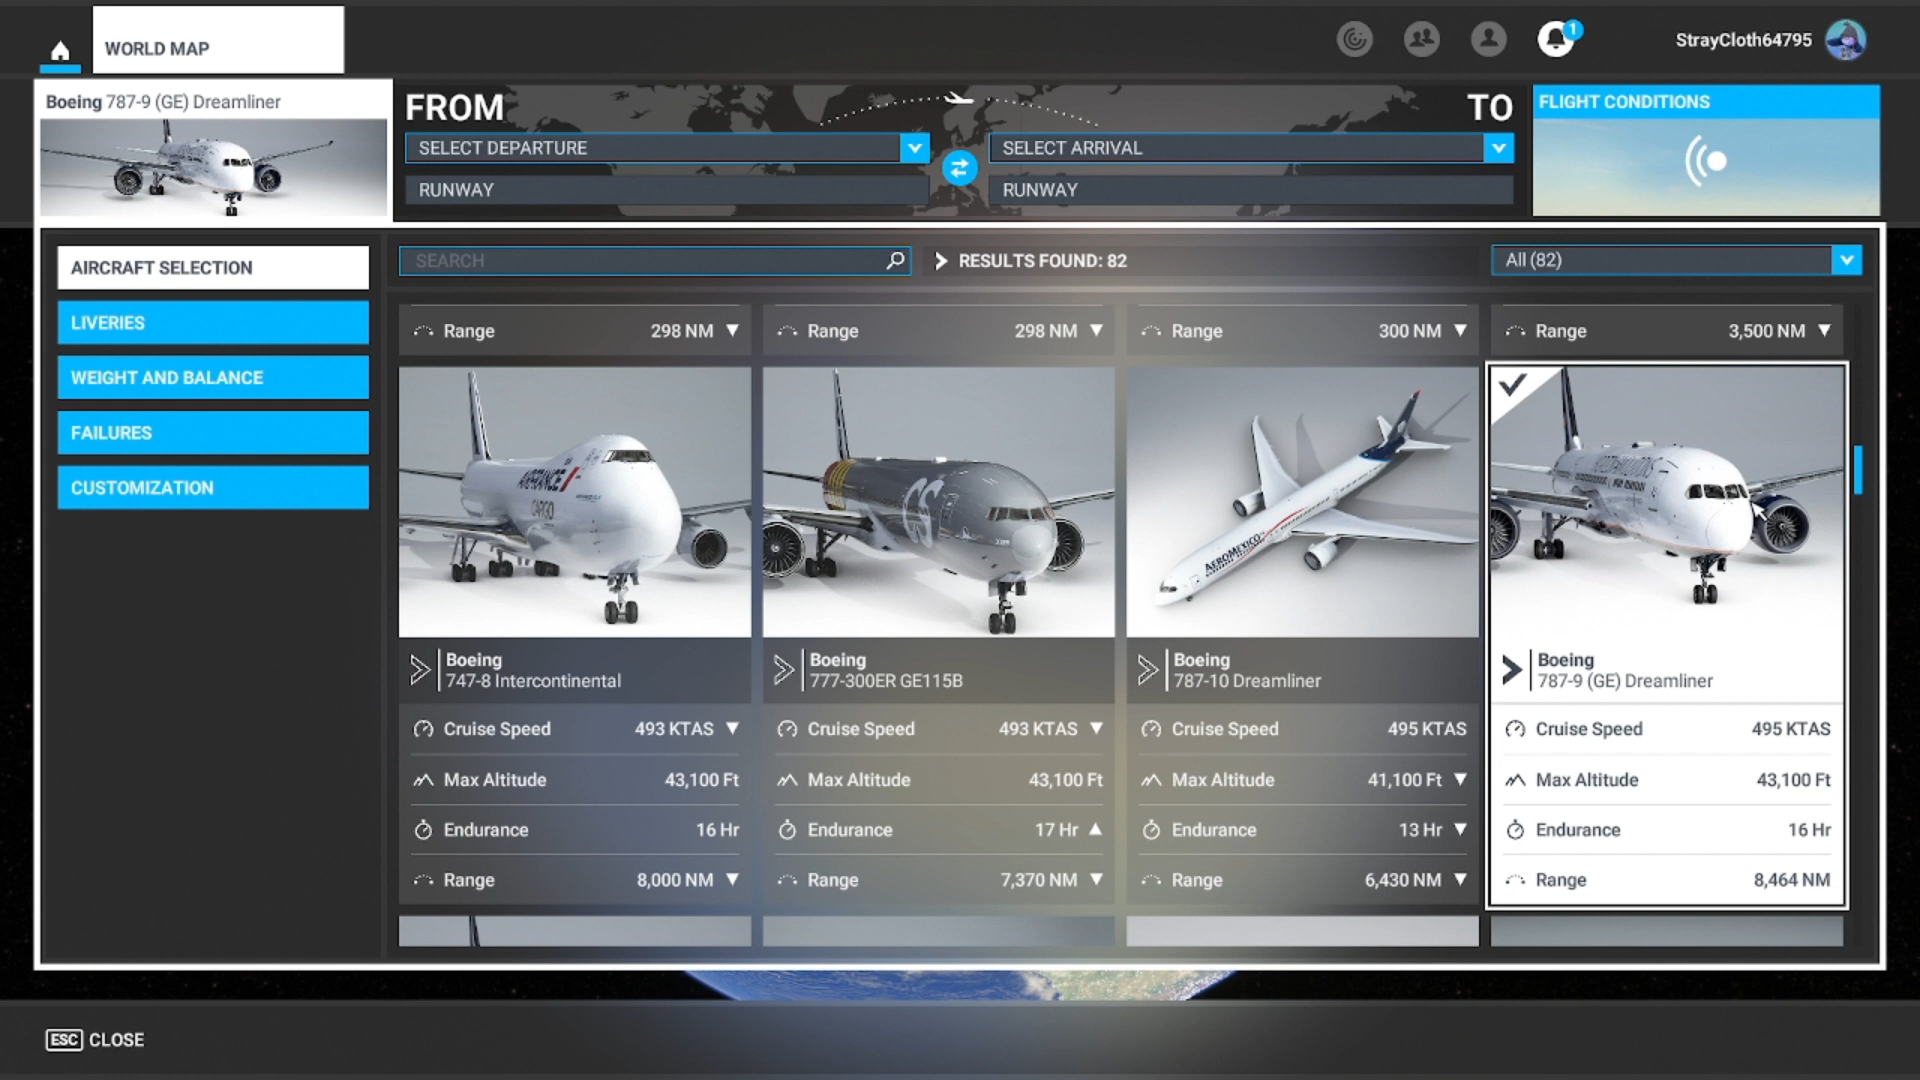 WORLD MAP
1
StrayCloth64795
Boeing 787-9 (GE) Dreamliner
FROM
TO
FLIGHT CONDITIONS
SELECT DEPARTURE
SELECT ARRIVAL
RUNWAY
RUNWAY
AIRCRAFT SELECTION
LIVERIES
WEIGHT AND BALANCE
FAILURES
CUSTOMIZATION
SEARCH
RESULTS FOUND: 82
All (82)
Range 298 NM
Range 298 NM
Range 300 NM
Range 3,500 NM
AIRFRANCE
CARGO
AEROMEXICO
Boeing
747-8 Intercontinental
Cruise Speed 493 KTAS
Max Altitude 43,100 Ft
Endurance 16 Hr
Range 8,000 NM
Boeing
777-300ER GE115B
Cruise Speed 493 KTAS
Max Altitude 43,100 Ft
Endurance 17 Hr
Range 7,370 NM
Boeing
787-10 Dreamliner
Cruise Speed 495 KTAS
Max Altitude 41,100 Ft
Endurance 13 Hr
Range 6,430 NM
Boeing
787-9 (GE) Dreamliner
Cruise Speed 495 KTAS
Max Altitude 43,100 Ft
Endurance 16 Hr
Range 8,464 NM
ESC CLOSE